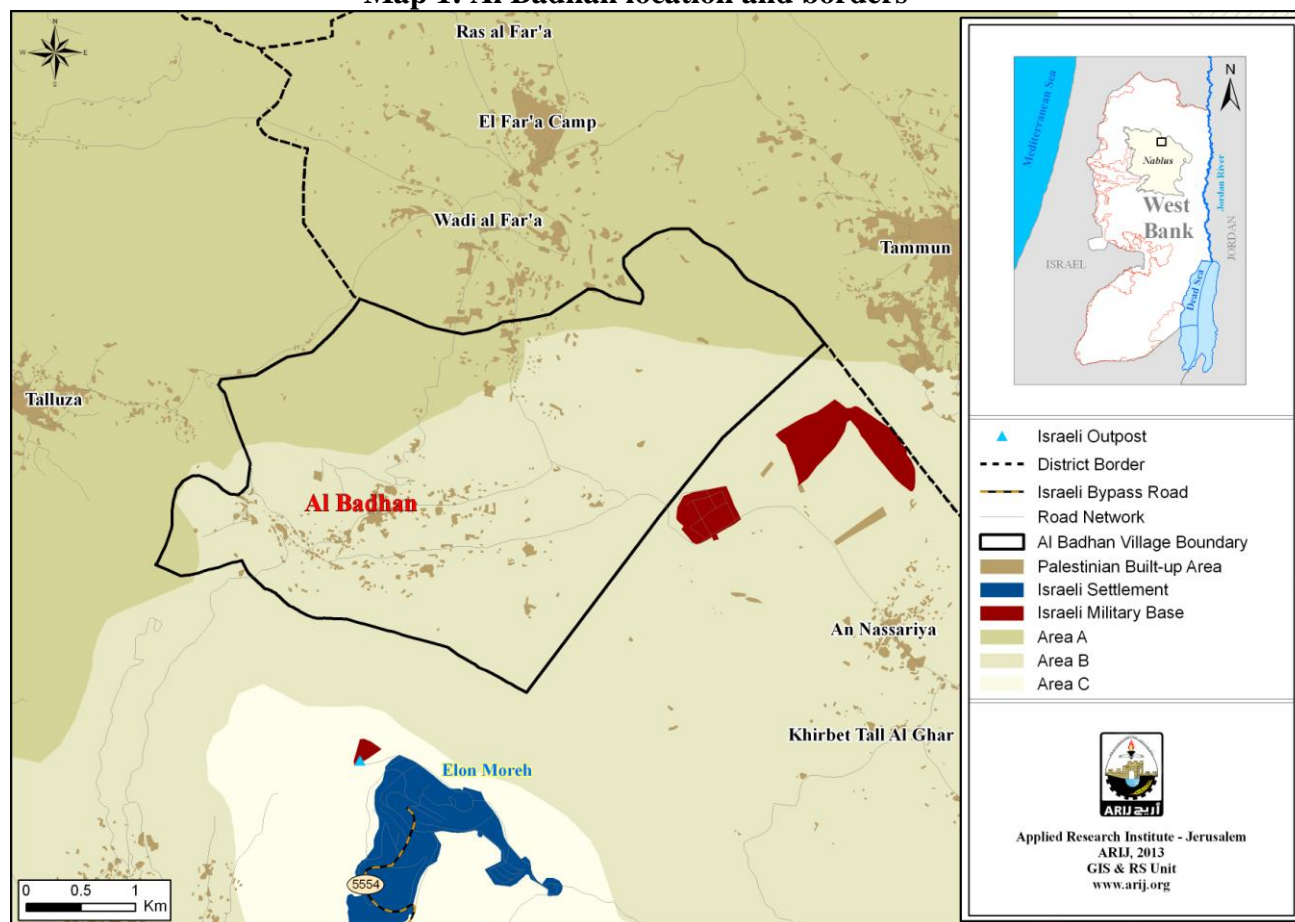 Map 1: Al Badhan location and borders
N
W
E
S
Ras al Far'a
El Far'a Camp
Wadi al Far'a
Tammun
Talluza
Al Badhan
An Nassariya
Khirbet Tall Al Ghar
Elon Moreh
5554
0 0.5 1
Km
N
Mediterranean Sea
Nablus
West
Bank
ISRAEL
Jordan River
JORDAN
Dead Sea
Israeli Outpost
District Border
Israeli Bypass Road
Road Network
Al Badhan Village Boundary
Palestinian Built-up Area
Israeli Settlement
Israeli Military Base
Area A
Area B
Area C
ARIJ أريج
Applied Research Institute - Jerusalem
ARIJ, 2013
GIS & RS Unit
www.arij.org